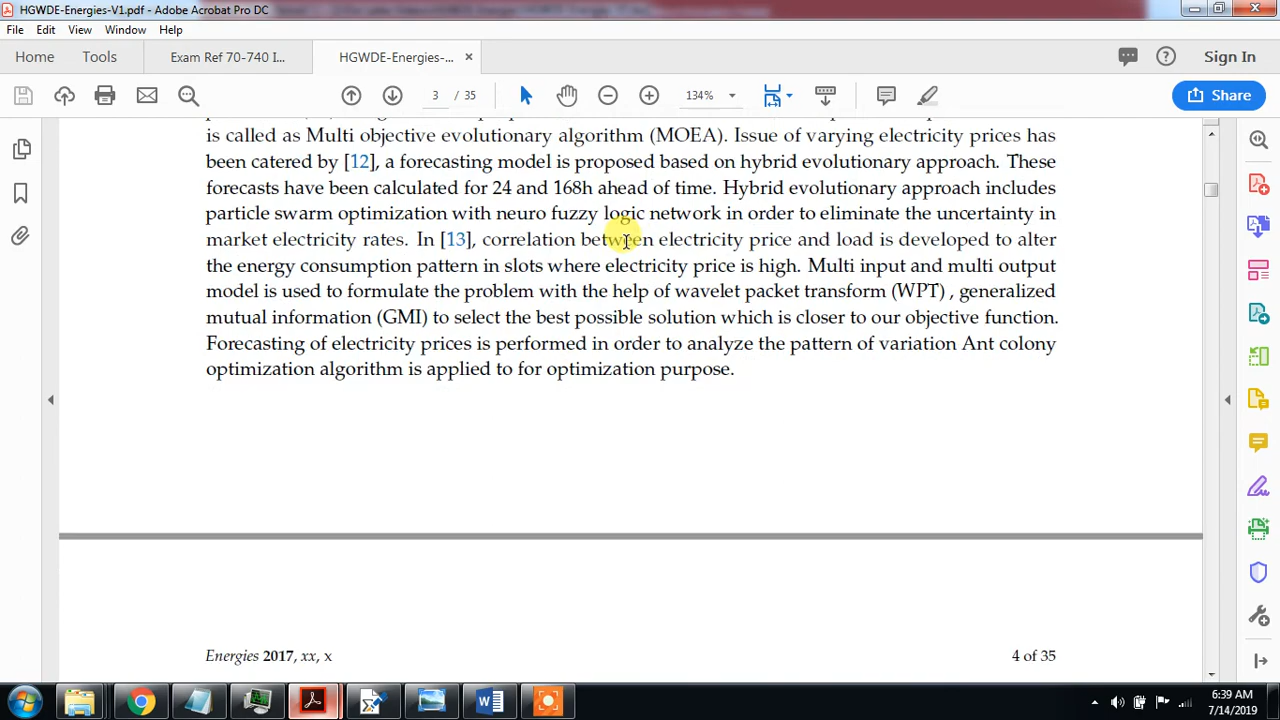 HGWDE-Energies-V1.pdf - Adobe Acrobat Pro DC
File Edit View Window Help
Home Tools Exam Ref 70-740 I... HGWDE-Energies-... × Sign In
3 / 35 134% Share
is called as Multi objective evolutionary algorithm (MOEA). Issue of varying electricity prices has
been catered by [12], a forecasting model is proposed based on hybrid evolutionary approach. These
forecasts have been calculated for 24 and 168h ahead of time. Hybrid evolutionary approach includes
particle swarm optimization with neuro fuzzy logic network in order to eliminate the uncertainty in
market electricity rates. In [13], correlation between electricity price and load is developed to alter
the energy consumption pattern in slots where electricity price is high. Multi input and multi output
model is used to formulate the problem with the help of wavelet packet transform (WPT) , generalized
mutual information (GMI) to select the best possible solution which is closer to our objective function.
Forecasting of electricity prices is performed in order to analyze the pattern of variation Ant colony
optimization algorithm is applied to for optimization purpose.
Energies 2017, xx, x 4 of 35
6:39 AM
7/14/2019